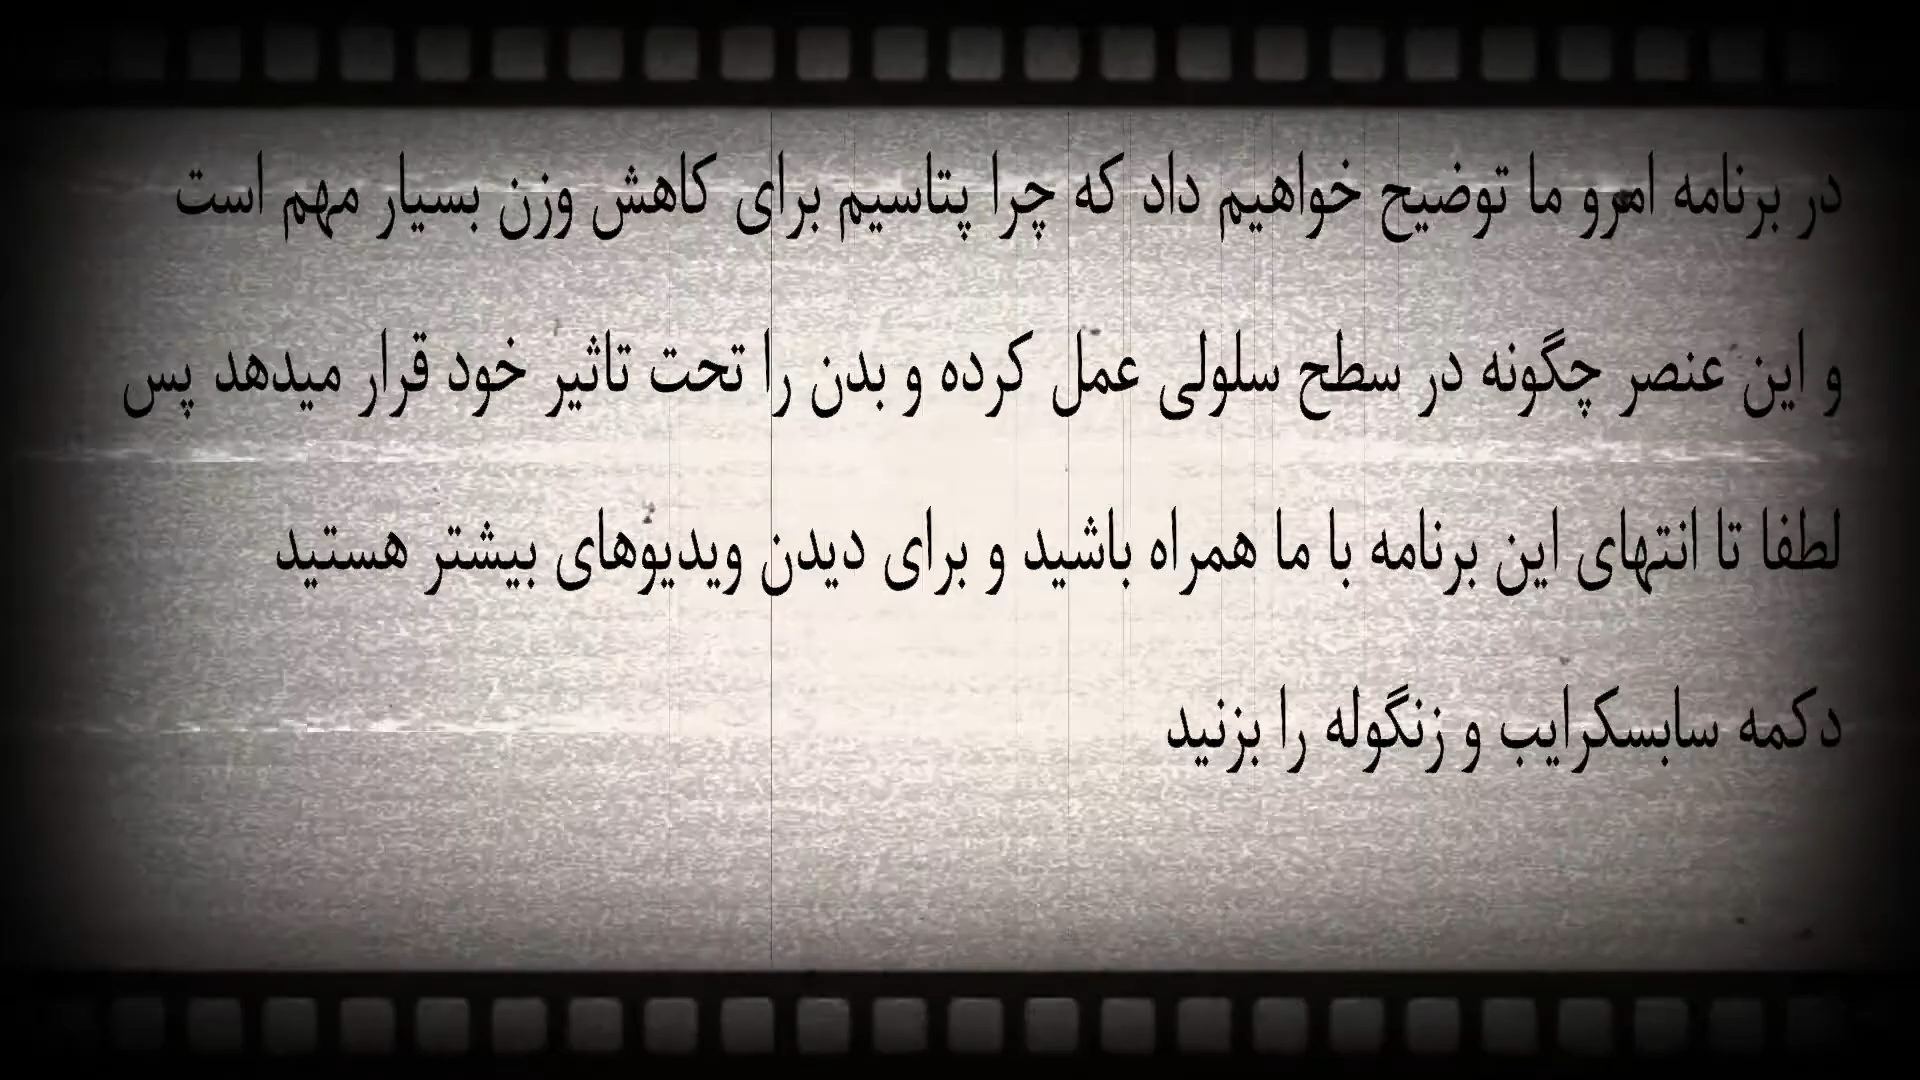 در برنامه امرو ما توضیح خواهیم داد که چرا پتاسیم برای کاهش وزن بسیار مهم است
و این عنصر چگونه در سطح سلولی عمل کرده و بدن را تحت تاثیر خود قرار میدهد پس
لطفا تا انتهای این برنامه با ما همراه باشید و برای دیدن ویدیوهای بیشتر هستید
دکمه سابسکرایب و زنگوله را بزنید